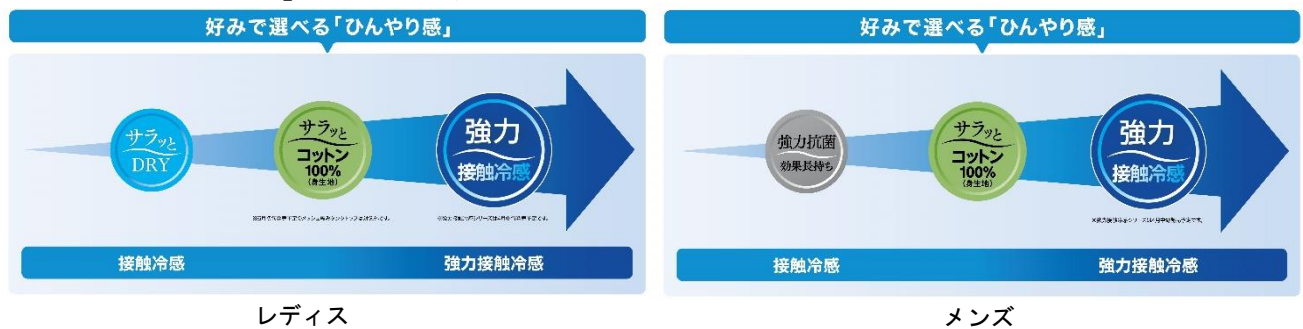 好みで選べる「ひんやり感」
サラッと
DRY
サラッと
コットン
100%
(身生地)
強力
接触冷感
接触冷感
強力接触冷感
レディス
好みで選べる「ひんやり感」
強力抗菌
効果長持ち
サラッと
コットン
100%
(身生地)
強力
接触冷感
接触冷感
強力接触冷感
メンズ